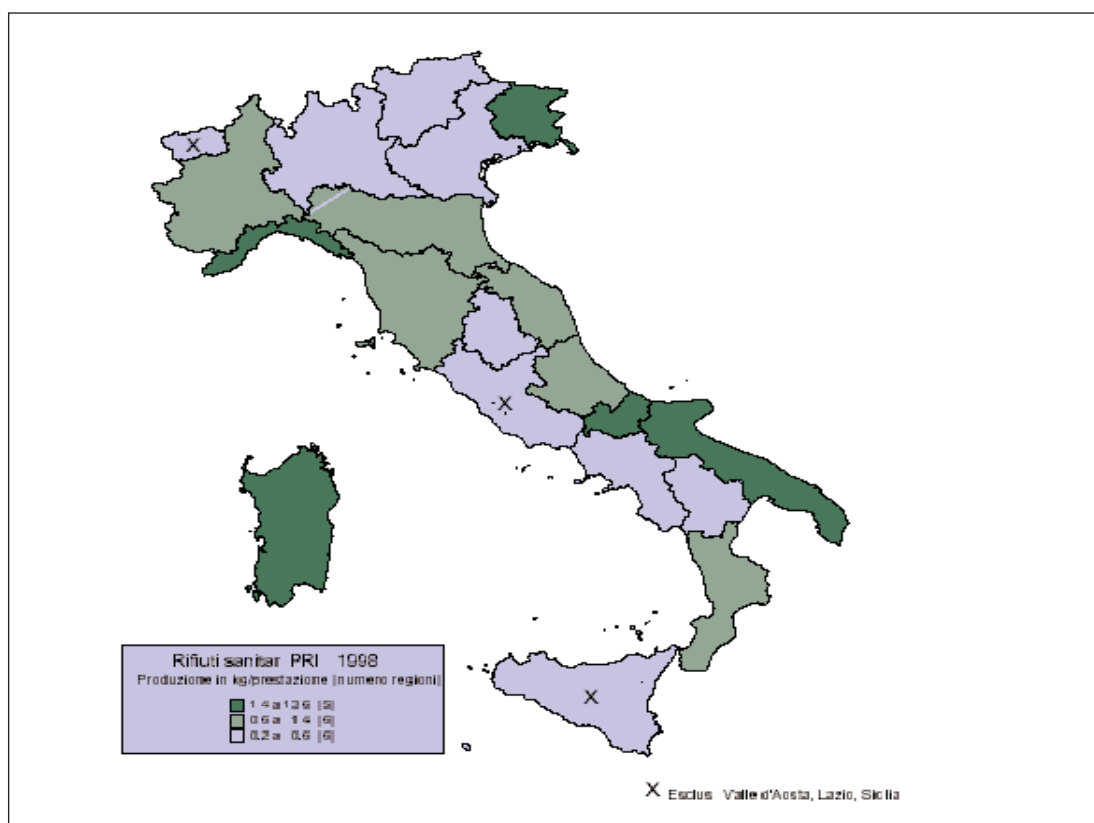 X
X
X
Rifiuti sanitar PRI 1998
Produzione in kg/prestazione [numero regioni]
1.4 a 13.6 [5]
0.6 a 1.4 [6]
0.2 a 0.6 [6]
X Esclus Valle d'Aosta, Lazio, Sicilia